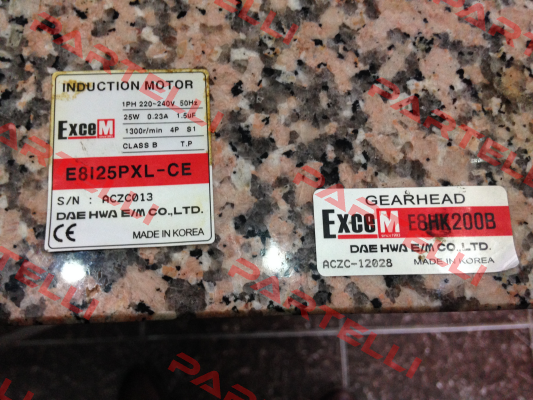 INDUCTION MOTOR
1PH 220~240V 50Hz
25W 0.23A 1.5uF
1300r/min 4P S1
CLASS B T.P
ExceM
E8I25PXL-CE
S/N : ACZC013
DAE HWA E/M CO.,LTD.
CE MADE IN KOREA
GEARHEAD
ExceM E8HK200B
DAE HWA E/M CO.,LTD.
ACZC-12028 MADE IN KOREA
PARTELLI
PARTELLI
PARTELLI
PARTELLI